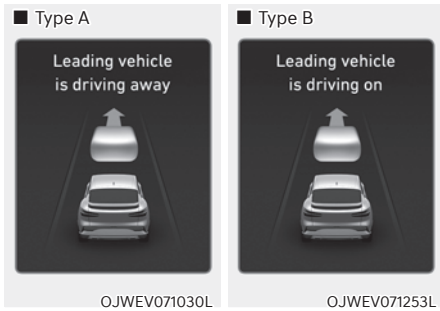 ■ Type A
Leading vehicle
is driving away
OJWEV071030L
■ Type B
Leading vehicle
is driving on
OJWEV071253L